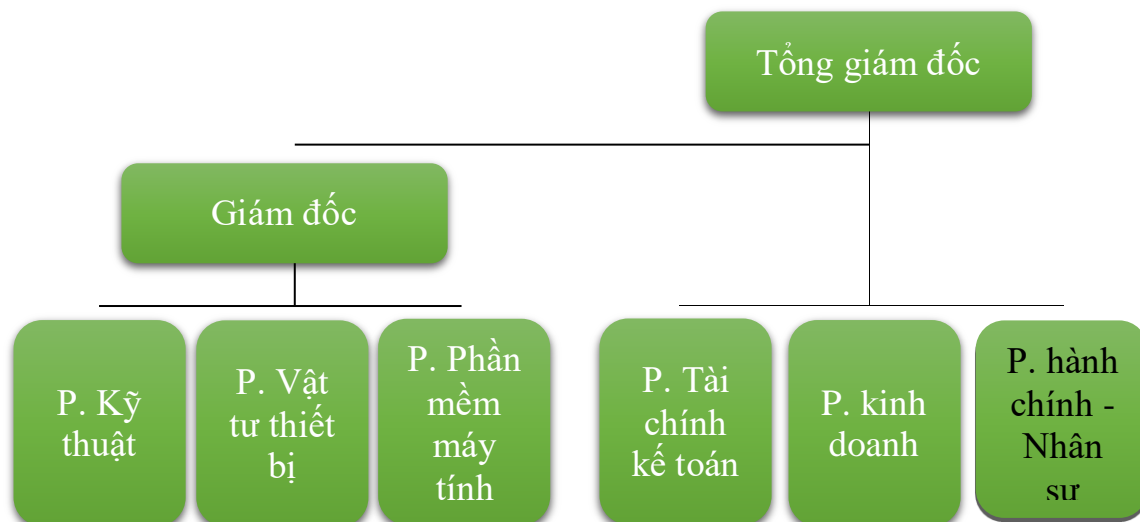 Tổng giám đốc
Giám đốc
P. Kỹ
thuật
P. Vật
tư thiết
bị
P. Phần
mềm
máy
tính
P. Tài
chính
kế toán
P. kinh
doanh
P. hành
chính -
Nhân
sự